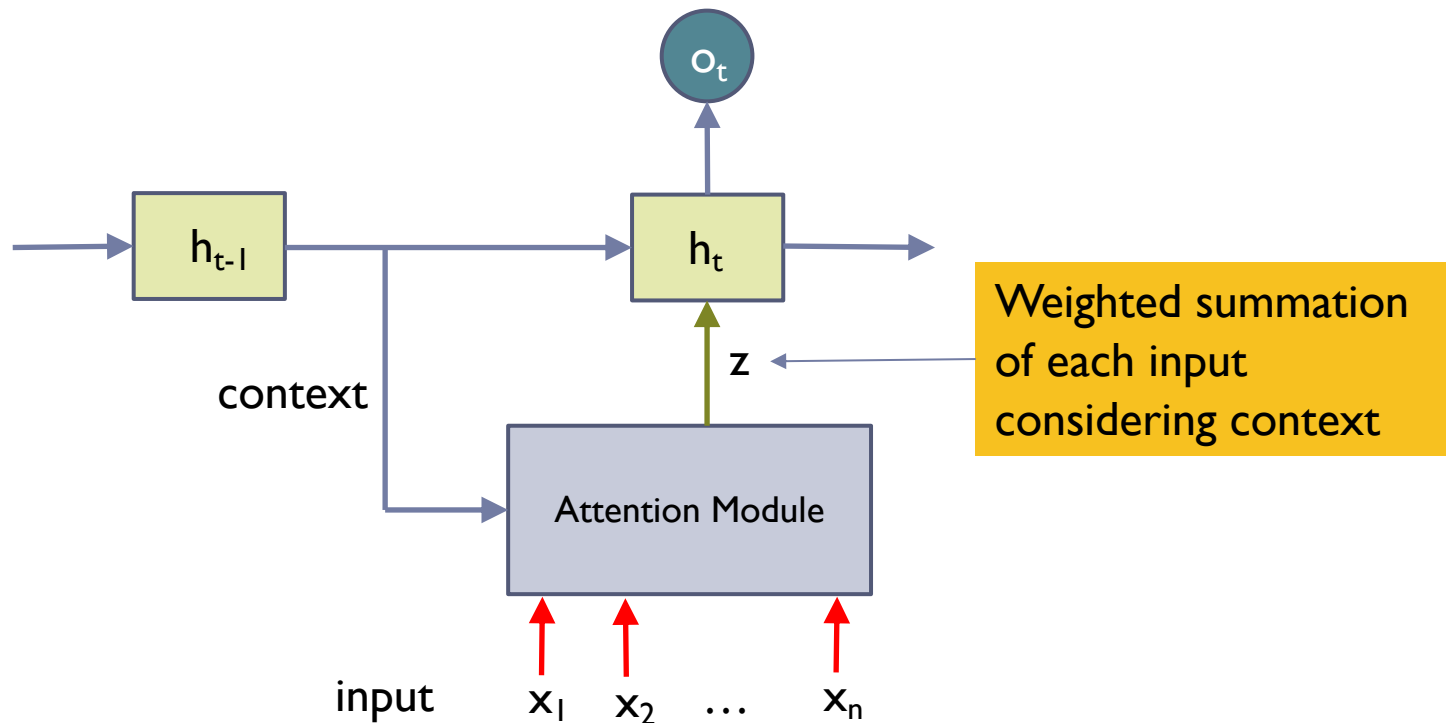 oₜ
hₜ₋₁
hₜ
Weighted summation
of each input
considering context
z
context
Attention Module
input x₁ x₂ … xₙ